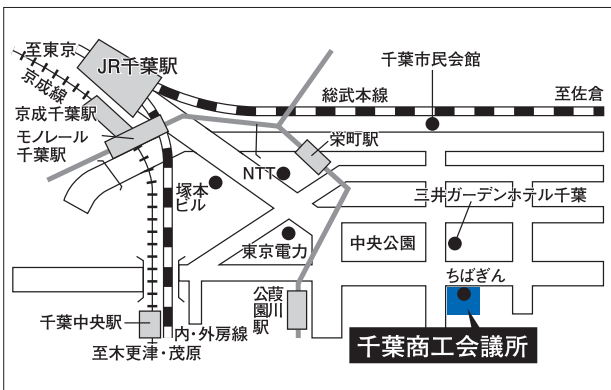 至東京
京成線
JR千葉駅
京成千葉駅
モノレール
千葉駅
千葉市民会館
総武本線
至佐倉
栄町駅
NTT
塚本
ビル
東京電力
三井ガーデンホテル千葉
中央公園
ちばぎん
葭川
公園駅
千葉中央駅
内・外房線
至木更津・茂原
千葉商工会議所